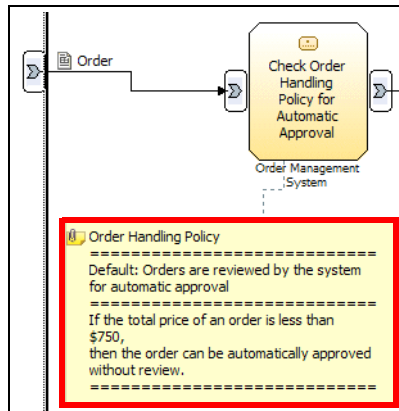 Order
Check Order
Handling
Policy for
Automatic
Approval
Order Management
System
Order Handling Policy
============================
Default: Orders are reviewed by the system
for automatic approval
============================
If the total price of an order is less than
$750,
then the order can be automatically approved
without review.
============================